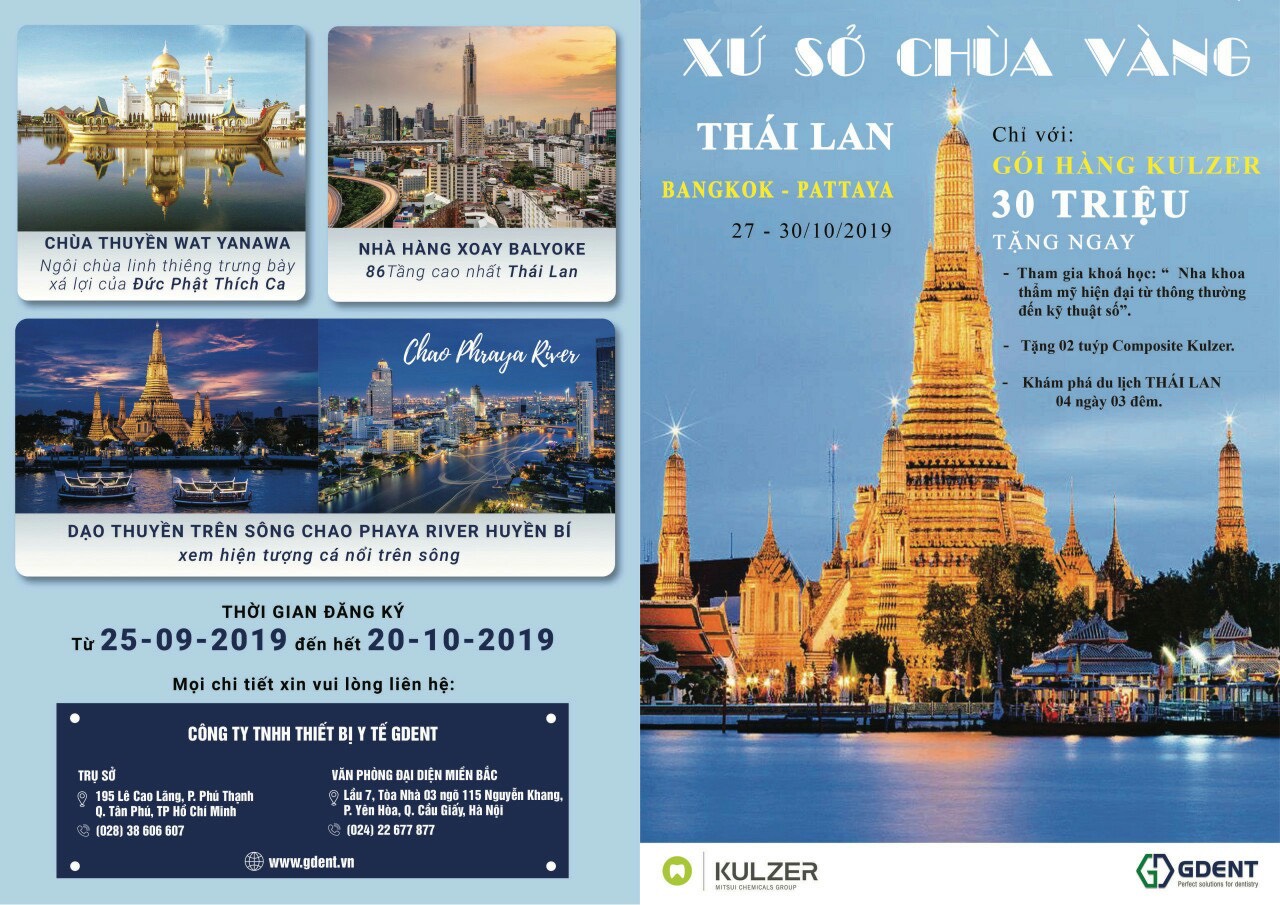 CHÙA THUYỀN WAT YANAWA
Ngôi chùa linh thiêng trưng bày
xá lợi của Đức Phật Thích Ca
NHÀ HÀNG XOAY BALYOKE
86Tầng cao nhất Thái Lan
Chao Phraya River
DẠO THUYỀN TRÊN SÔNG CHAO PHAYA RIVER HUYỀN BÍ
xem hiện tượng cá nổi trên sông
THỜI GIAN ĐĂNG KÝ
Từ 25-09-2019 đến hết 20-10-2019
Mọi chi tiết xin vui lòng liên hệ:
CÔNG TY TNHH THIẾT BỊ Y TẾ GDENT
TRỤ SỞ
195 Lê Cao Lãng, P. Phú Thạnh
Q. Tân Phú, TP Hồ Chí Minh
(028) 38 606 607
VĂN PHÒNG ĐẠI DIỆN MIỀN BẮC
Lầu 7, Tòa Nhà 03 ngõ 115 Nguyễn Khang,
P. Yên Hòa, Q. Cầu Giấy, Hà Nội
(024) 22 677 877
www.gdent.vn
XỨ SỞ CHÙA VÀNG
THÁI LAN
BANGKOK - PATTAYA
27 - 30/10/2019
Chỉ với:
GÓI HÀNG KULZER
30 TRIỆU
TẶNG NGAY
- Tham gia khoá học: “ Nha khoa
thẩm mỹ hiện đại từ thông thường
đến kỹ thuật số”.
- Tặng 02 tuýp Composite Kulzer.
- Khám phá du lịch THÁI LAN
04 ngày 03 đêm.
KULZER
MITSUI CHEMICALS GROUP
GDENT
Perfect solutions for dentistry